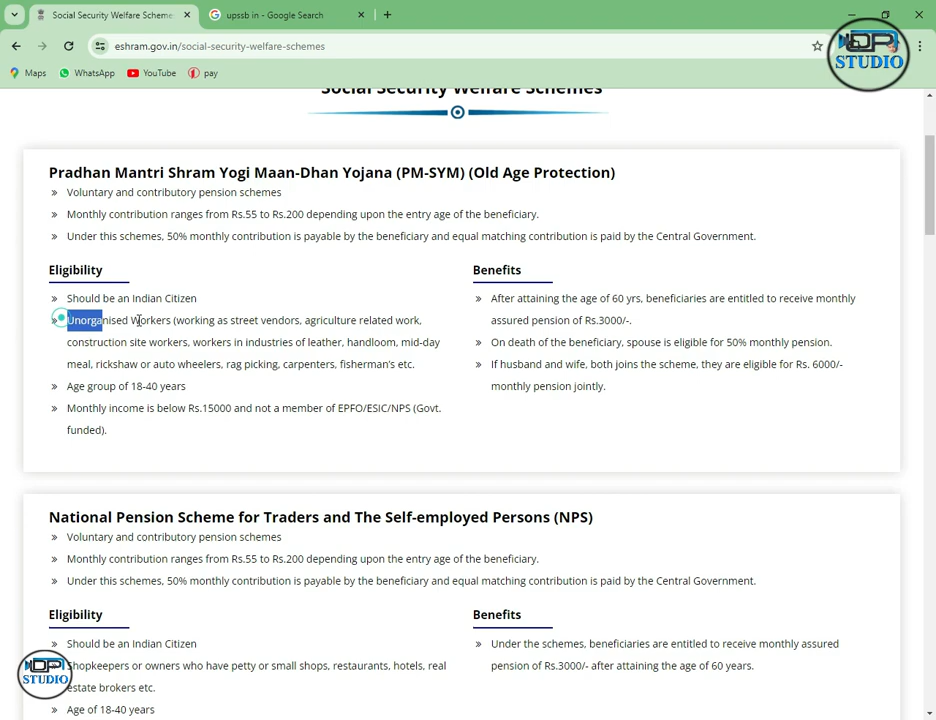 Social Security Welfare Scheme
upssb in - Google Search
eshram.gov.in/social-security-welfare-schemes
Maps
WhatsApp
YouTube
pay
DP
STUDIO
Social Security Welfare Schemes
Pradhan Mantri Shram Yogi Maan-Dhan Yojana (PM-SYM) (Old Age Protection)
» Voluntary and contributory pension schemes
» Monthly contribution ranges from Rs.55 to Rs.200 depending upon the entry age of the beneficiary.
» Under this schemes, 50% monthly contribution is payable by the beneficiary and equal matching contribution is paid by the Central Government.
Eligibility
» Should be an Indian Citizen
» Unorganised Workers (working as street vendors, agriculture related work,
construction site workers, workers in industries of leather, handloom, mid-day
meal, rickshaw or auto wheelers, rag picking, carpenters, fisherman's etc.
» Age group of 18-40 years
» Monthly income is below Rs.15000 and not a member of EPFO/ESIC/NPS (Govt.
funded).
Benefits
» After attaining the age of 60 yrs, beneficiaries are entitled to receive monthly
assured pension of Rs.3000/-.
» On death of the beneficiary, spouse is eligible for 50% monthly pension.
» If husband and wife, both joins the scheme, they are eligible for Rs. 6000/-
monthly pension jointly.
National Pension Scheme for Traders and The Self-employed Persons (NPS)
» Voluntary and contributory pension schemes
» Monthly contribution ranges from Rs.55 to Rs.200 depending upon the entry age of the beneficiary.
» Under this schemes, 50% monthly contribution is payable by the beneficiary and equal matching contribution is paid by the Central Government.
Eligibility
» Should be an Indian Citizen
Shopkeepers or owners who have petty or small shops, restaurants, hotels, real
estate brokers etc.
» Age of 18-40 years
Benefits
» Under the schemes, beneficiaries are entitled to receive monthly assured
pension of Rs.3000/- after attaining the age of 60 years.
DP
STUDIO